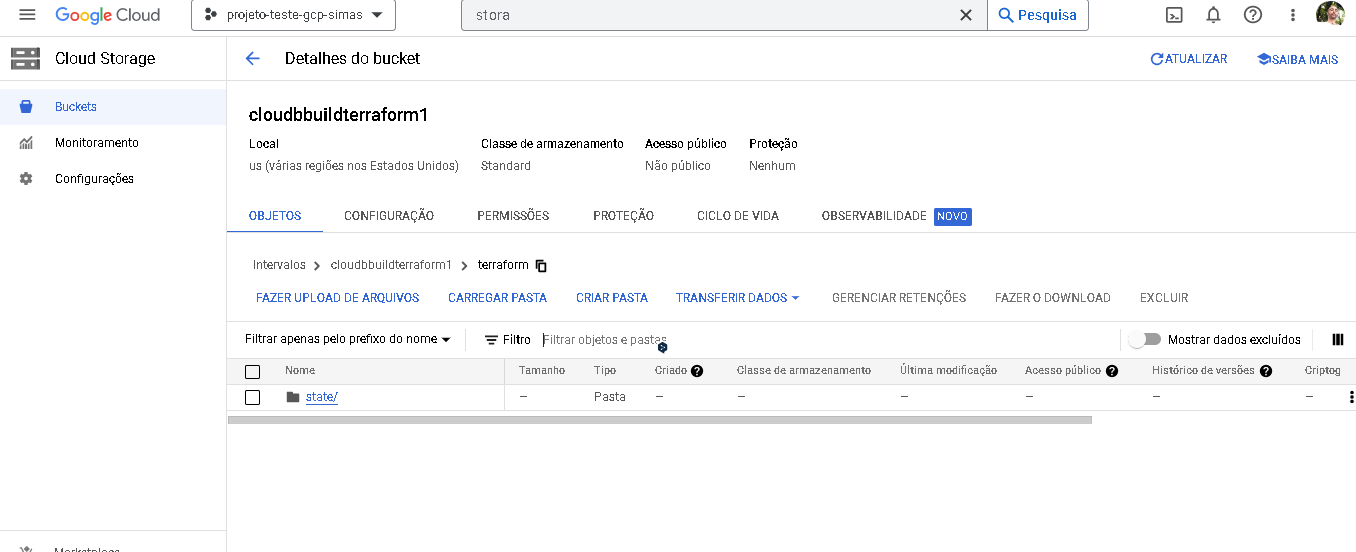 Google Cloud
projeto-teste-gcp-simas
stora
Pesquisa
Cloud Storage
Detalhes do bucket
ATUALIZAR
SAIBA MAIS
Buckets
Monitoramento
Configurações
cloudbbuildterraform1
Local Classe de armazenamento Acesso público Proteção
us (várias regiões nos Estados Unidos) Standard Não público Nenhum
OBJETOS CONFIGURAÇÃO PERMISSÕES PROTEÇÃO CICLO DE VIDA OBSERVABILIDADE NOVO
Intervalos > cloudbbuildterraform1 > terraform
FAZER UPLOAD DE ARQUIVOS CARREGAR PASTA CRIAR PASTA TRANSFERIR DADOS GERENCIAR RETENÇÕES FAZER O DOWNLOAD EXCLUIR
Filtrar apenas pelo prefixo do nome Filtro Filtrar objetos e pastas Mostrar dados excluídos
Nome Tamanho Tipo Criado Classe de armazenamento Última modificação Acesso público Histórico de versões Criptog
state/ — Pasta — — — — — —
Marketplace